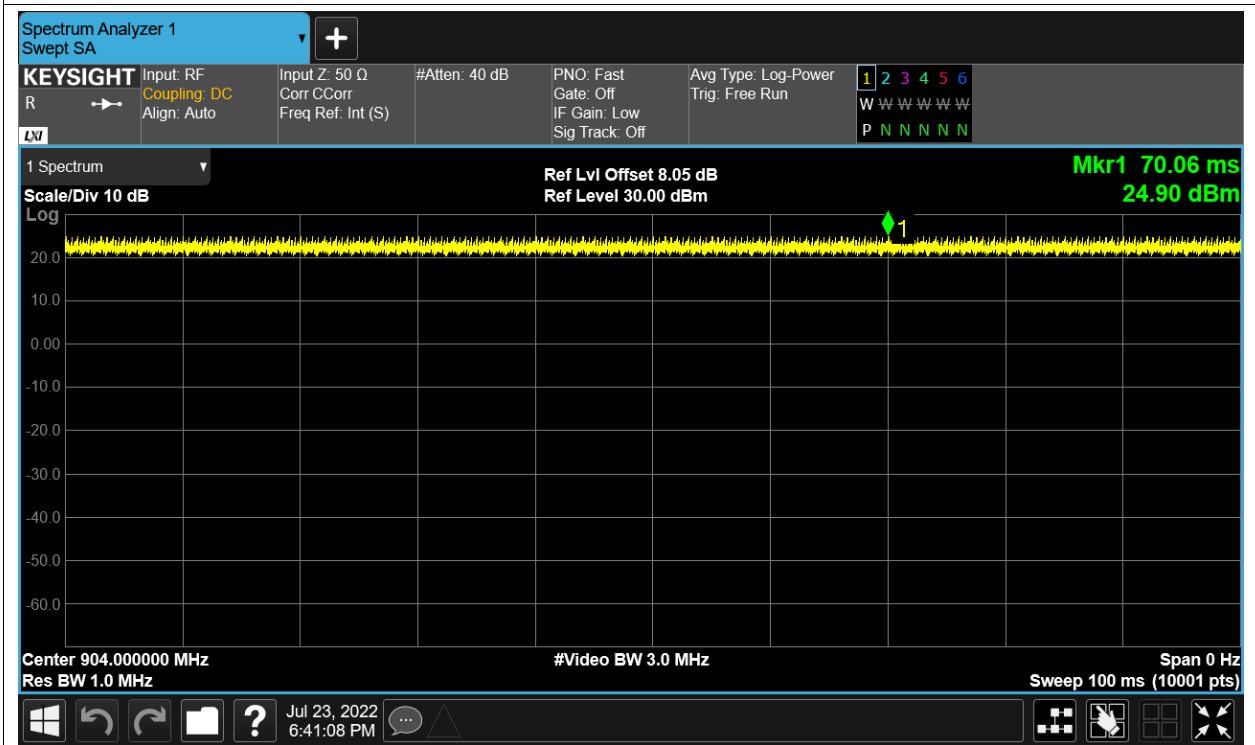 Spectrum Analyzer 1
Swept SA
+
KEYSIGHT
R
LXI
Input: RF
Coupling: DC
Align: Auto
Input Z: 50 Ω
Corr CCorr
Freq Ref: Int (S)
#Atten: 40 dB
PNO: Fast
Gate: Off
IF Gain: Low
Sig Track: Off
Avg Type: Log-Power
Trig: Free Run
1 2 3 4 5 6
W W W W W W
P N N N N N
1 Spectrum
Scale/Div 10 dB
Log
Ref Lvl Offset 8.05 dB
Ref Level 30.00 dBm
Mkr1 70.06 ms
24.90 dBm
1
20.0
10.0
0.00
-10.0
-20.0
-30.0
-40.0
-50.0
-60.0
Center 904.000000 MHz
Res BW 1.0 MHz
#Video BW 3.0 MHz
Span 0 Hz
Sweep 100 ms (10001 pts)
?
Jul 23, 2022
6:41:08 PM